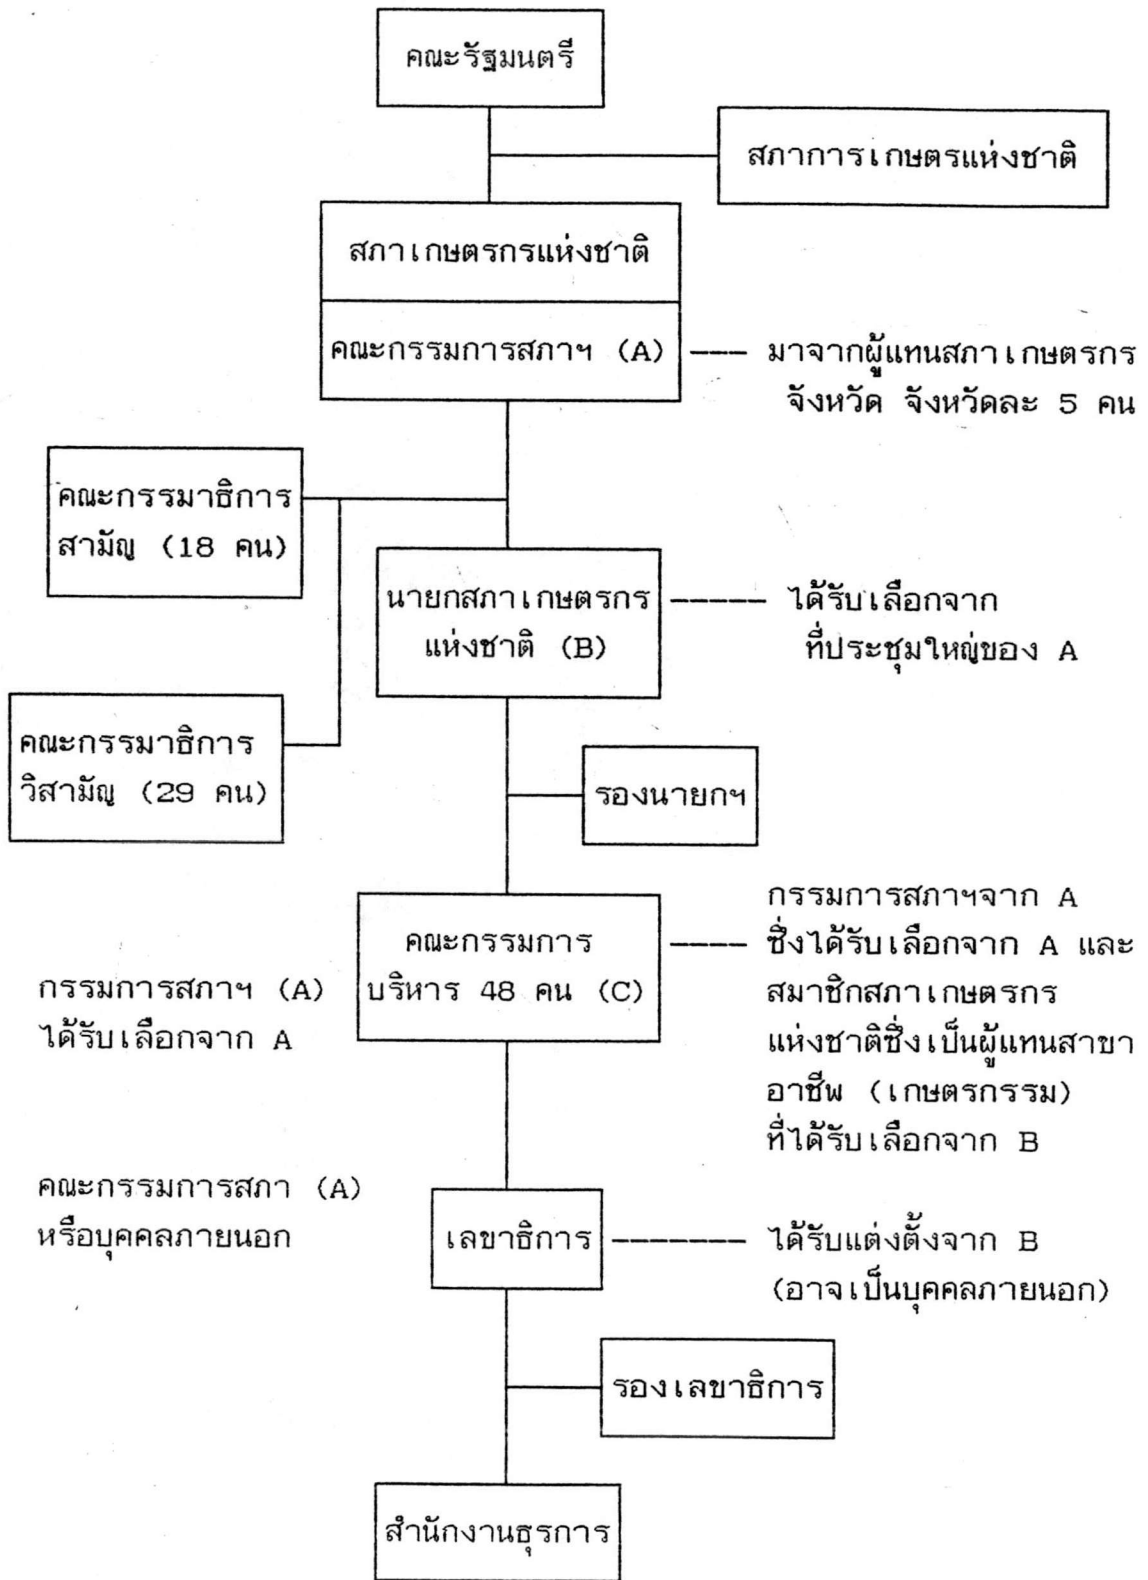 คณะรัฐมนตรี
สภาการเกษตรแห่งชาติ
สภาเกษตรกรแห่งชาติ
คณะกรรมการสภาฯ (A)
มาจากผู้แทนสภาเกษตรกร
จังหวัด จังหวัดละ 5 คน
คณะกรรมาธิการ
สามัญ (18 คน)
นายกสภาเกษตรกร
แห่งชาติ (B)
ได้รับเลือกจาก
ที่ประชุมใหญ่ของ A
คณะกรรมาธิการ
วิสามัญ (29 คน)
รองนายกฯ
คณะกรรมการ
บริหาร 48 คน (C)
กรรมการสภาฯจาก A
ซึ่งได้รับเลือกจาก A และ
สมาชิกสภาเกษตรกร
แห่งชาติซึ่งเป็นผู้แทนสาขา
อาชีพ (เกษตรกรรม)
ที่ได้รับเลือกจาก B
กรรมการสภาฯ (A)
ได้รับเลือกจาก A
คณะกรรมการสภา (A)
หรือบุคคลภายนอก
เลขาธิการ
ได้รับแต่งตั้งจาก B
(อาจเป็นบุคคลภายนอก)
รองเลขาธิการ
สำนักงานธุรการ